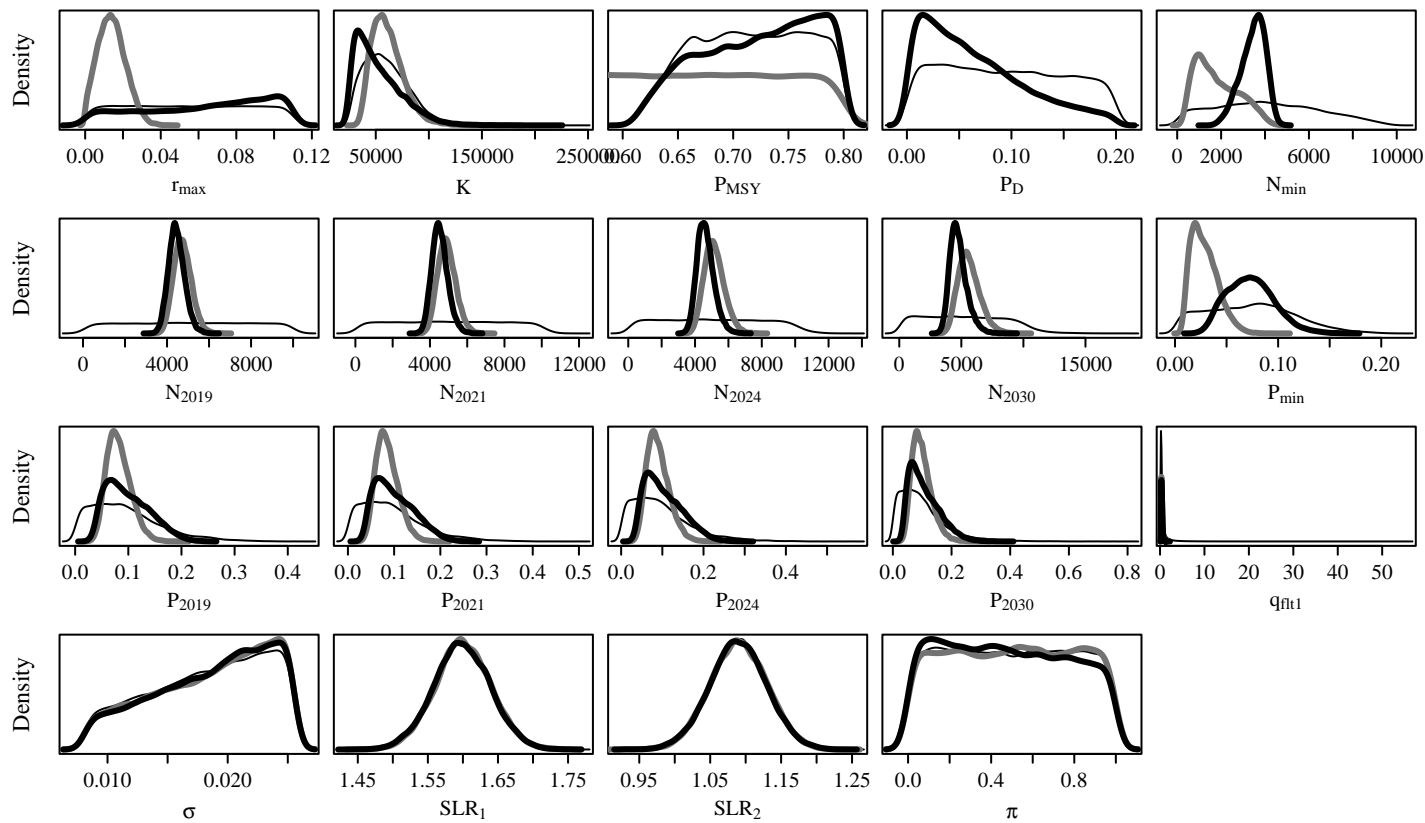 Density
0.00 0.04 0.08 0.12 50000 150000 250000 0.60 0.65 0.70 0.75 0.80 0.00 0.05 0.10 0.20 0 2000 6000 10000
r_max K P_MSY P_D N_min
Density
0 4000 8000 0 4000 8000 12000 0 4000 8000 14000 0 5000 15000 0.00 0.10 0.20
N_2019 N_2021 N_2024 N_2030 P_min
Density
0.0 0.1 0.2 0.3 0.4 0.0 0.1 0.2 0.3 0.4 0.5 0.0 0.2 0.4 0.0 0.2 0.4 0.6 0.8 0 10 20 30 40 50
P_2019 P_2021 P_2024 P_2030 q_flt1
Density
0.010 0.020 1.45 1.55 1.65 1.75 0.95 1.05 1.15 1.25 0.0 0.4 0.8
σ SLR_1 SLR_2 π